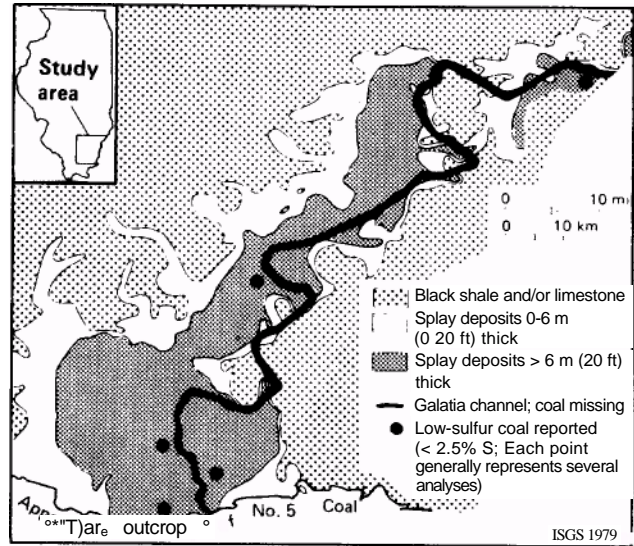 Study
area
0 10 mi
0 10 km
Black shale and/or limestone
Splay deposits 0-6 m
(0 20 ft) thick
Splay deposits > 6 m (20 ft)
thick
Galatia channel; coal missing
Low-sulfur coal reported
(< 2.5% S; Each point
generally represents several
analyses)
App
'°*"T)are outcrop ° f No. 5 Coal
ISGS 1979